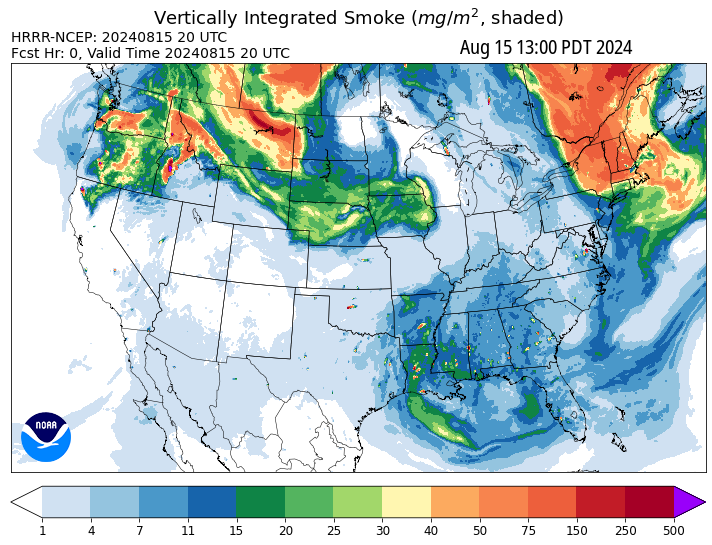 Vertically Integrated Smoke (mg/m², shaded)
HRRR-NCEP: 20240815 20 UTC
Fcst Hr: 0, Valid Time 20240815 20 UTC
Aug 15 13:00 PDT 2024
NOAA
1 4 7 11 15 20 25 30 40 50 75 150 250 500